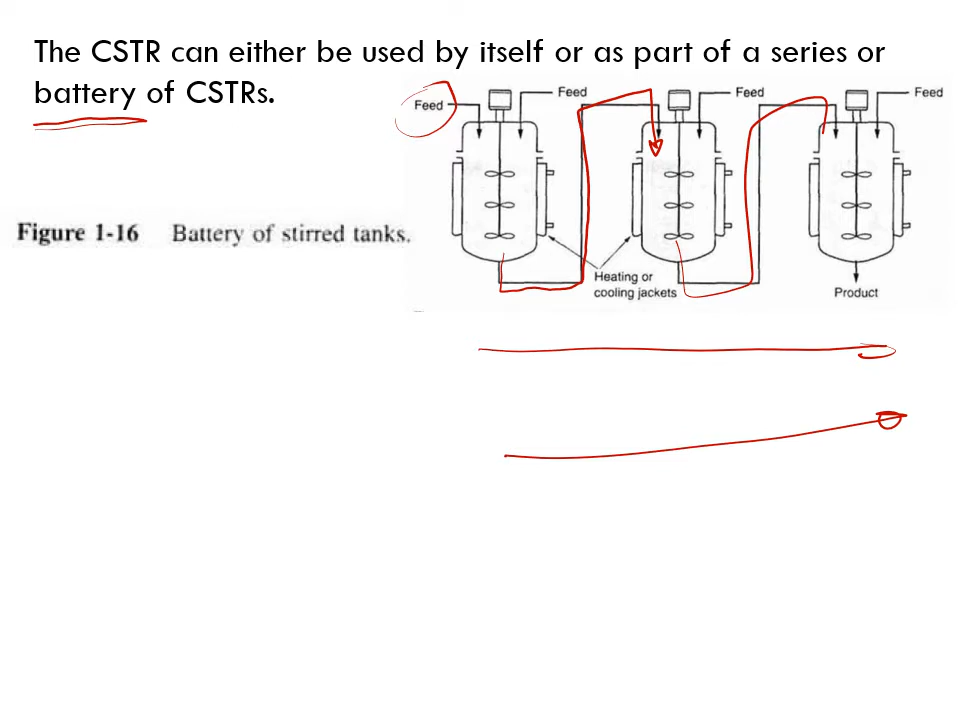 The CSTR can either be used by itself or as part of a series or
battery of CSTRs.
Feed
Feed
Feed
Feed
Figure 1-16 Battery of stirred tanks.
Heating or
cooling jackets
Product